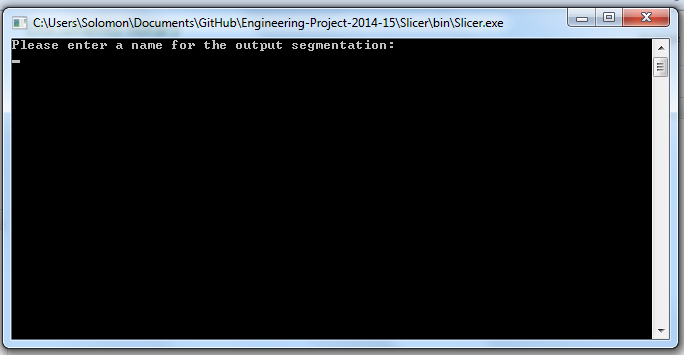 C:\Users\Solomon\Documents\GitHub\Engineering-Project-2014-15\Slicer\bin\Slicer.exe
Please enter a name for the output segmentation: